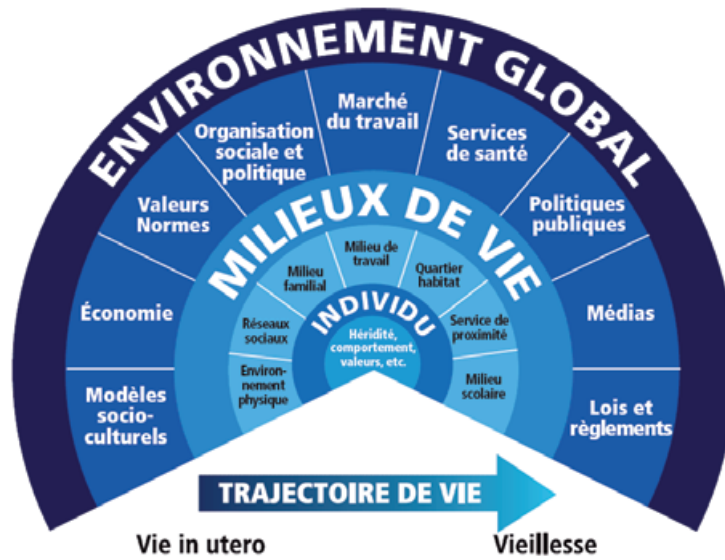 ENVIRONNEMENT GLOBAL
Modèles
socio-
culturels
Économie
Valeurs
Normes
Organisation
sociale et
politique
Marché
du travail
Services
de santé
Politiques
publiques
Médias
Lois et
règlements
MILIEUX DE VIE
Environ-
nement
physique
Réseaux
sociaux
Milieu
familial
Milieu de
travail
Quartier
habitat
Service de
proximité
Milieu
scolaire
INDIVIDU
Héridité,
comportement,
valeurs, etc.
TRAJECTOIRE DE VIE
Vie in utero
Vieillesse